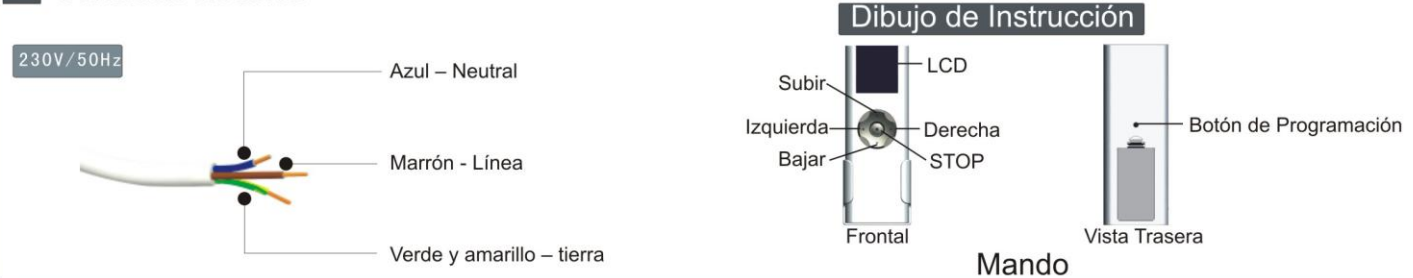 230V/50Hz
Azul – Neutral
Marrón - Línea
Verde y amarillo – tierra
Dibujo de Instrucción
LCD
Subir
Izquierda
Derecha
Bajar
STOP
Frontal
Botón de Programación
Vista Trasera
Mando